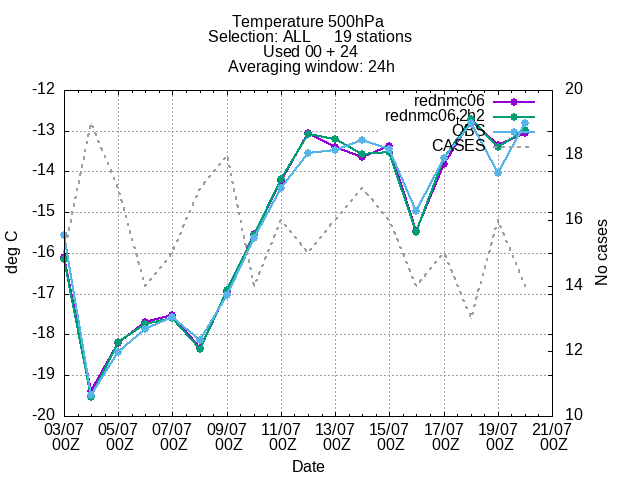 Temperature 500hPa
Selection: ALL 19 stations
Used 00 + 24
Averaging window: 24h
-12 20
rednmc06
rednmc06_2h2
-13
OBS
CASES
18
-14
-15
16
-16
deg C
No cases
-17 14
-18
12
-19
-20 10
03/07 05/07 07/07 09/07 11/07 13/07 15/07 17/07 19/07 21/07
00Z 00Z 00Z 00Z 00Z 00Z 00Z 00Z 00Z 00Z
Date